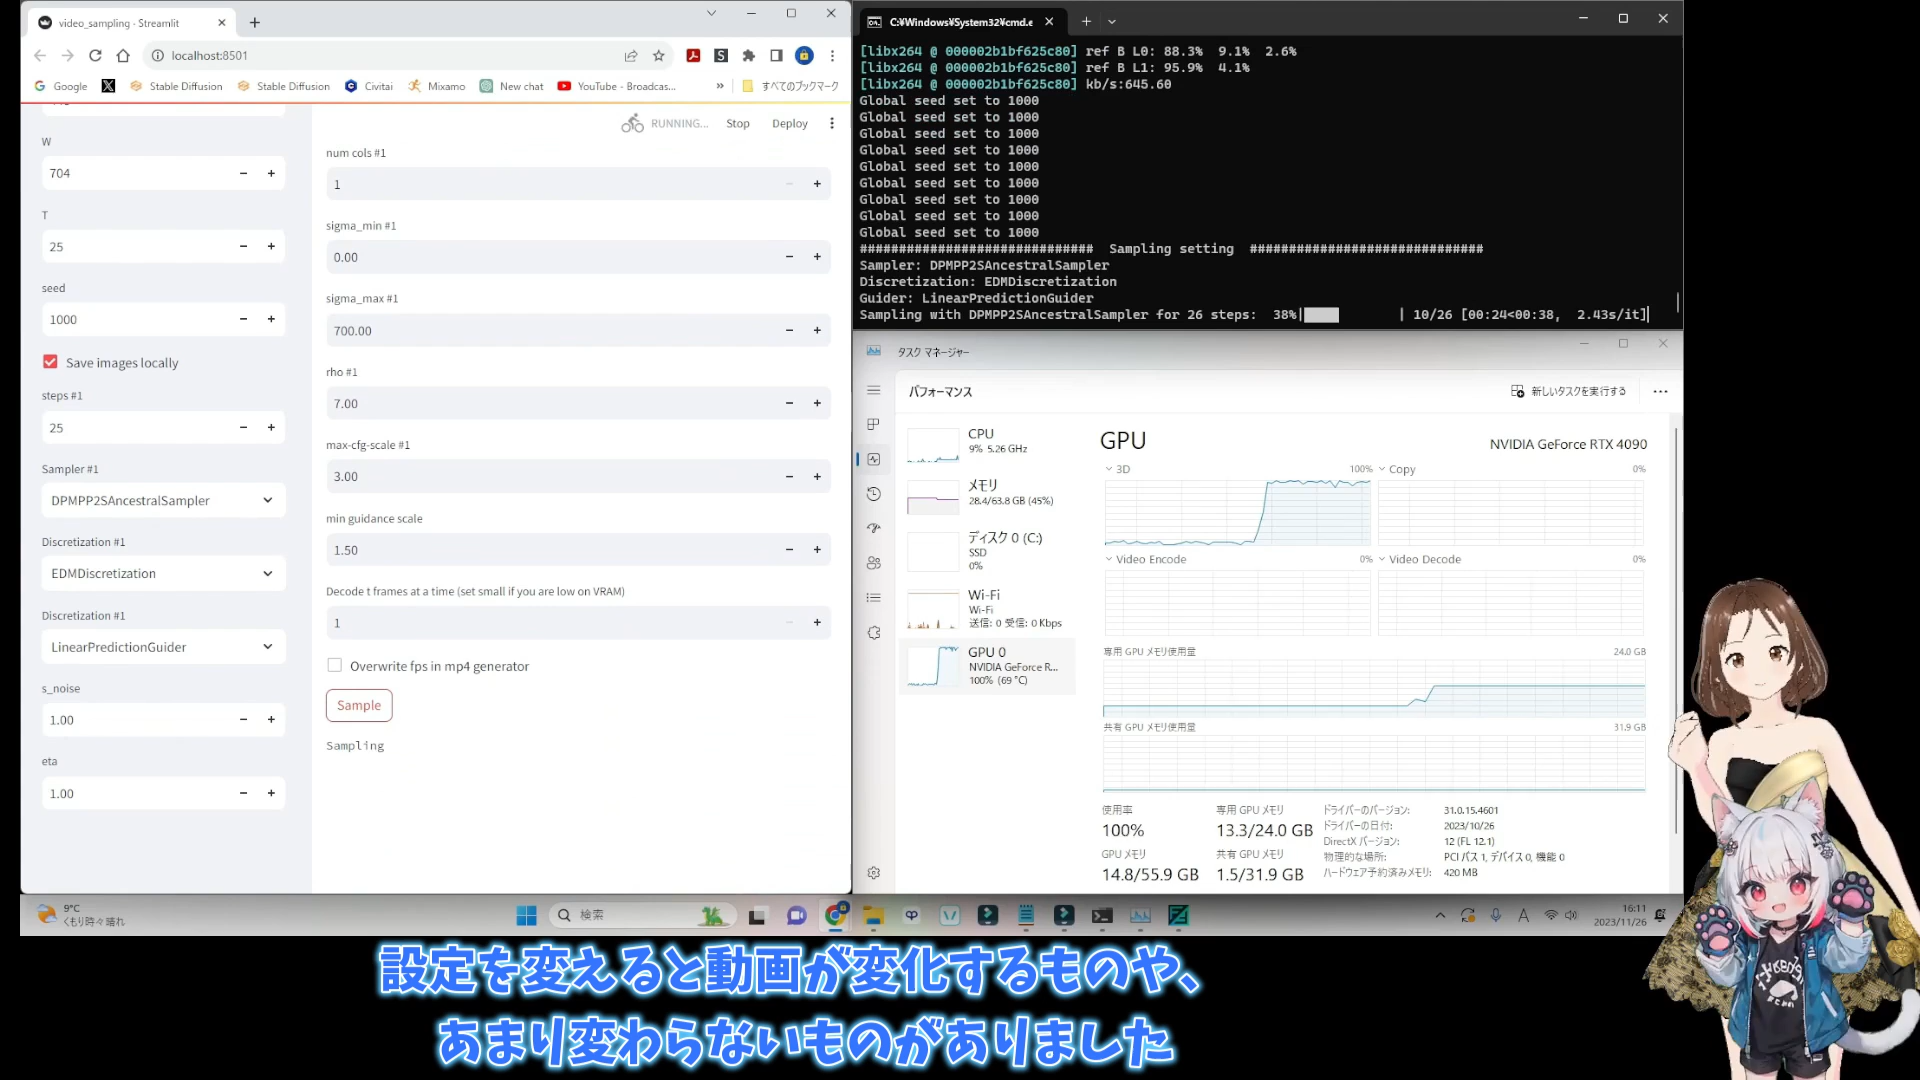 video_sampling · Streamlit
localhost:8501
Google
Stable Diffusion
Stable Diffusion
Civitai
Mixamo
New chat
YouTube - Broadcas...
»
すべてのブックマーク
W
704
T
25
seed
1000
Save images locally
steps #1
25
Sampler #1
DPMPP2SAncestralSampler
Discretization #1
EDMDiscretization
Discretization #1
LinearPredictionGuider
s_noise
1.00
eta
1.00
RUNNING...
Stop
Deploy
num cols #1
1
sigma_min #1
0.00
sigma_max #1
700.00
rho #1
7.00
max-cfg-scale #1
3.00
min guidance scale
1.50
Decode t frames at a time (set small if you are low on VRAM)
1
Overwrite fps in mp4 generator
Sample
Sampling
C:¥Windows¥System32¥cmd.e
[libx264 @ 000002b1bf625c80] ref B L0: 88.3%  9.1%  2.6%
[libx264 @ 000002b1bf625c80] ref B L1: 95.9%  4.1%
[libx264 @ 000002b1bf625c80] kb/s:645.60
Global seed set to 1000
Global seed set to 1000
Global seed set to 1000
Global seed set to 1000
Global seed set to 1000
Global seed set to 1000
Global seed set to 1000
Global seed set to 1000
Global seed set to 1000
############################## Sampling setting ##############################
Sampler: DPMPP2SAncestralSampler
Discretization: EDMDiscretization
Guider: LinearPredictionGuider
Sampling with DPMPP2SAncestralSampler for 26 steps:  38%| | 10/26 [00:24<00:38,  2.43s/it]
タスク マネージャー
パフォーマンス
新しいタスクを実行する
CPU
9% 5.26 GHz
メモリ
28.4/63.8 GB (45%)
ディスク 0 (C:)
SSD
0%
Wi-Fi
Wi-Fi
送信: 0 受信: 0 Kbps
GPU 0
NVIDIA GeForce R...
100% (69 °C)
GPU
NVIDIA GeForce RTX 4090
3D 100%
Copy 0%
Video Encode 0%
Video Decode 0%
専用 GPU メモリ使用量 24.0 GB
共有 GPU メモリ使用量 31.9 GB
使用率
100%
専用 GPU メモリ
13.3/24.0 GB
GPU メモリ
14.8/55.9 GB
共有 GPU メモリ
1.5/31.9 GB
ドライバーのバージョン: 31.0.15.4601
ドライバーの日付: 2023/10/26
DirectX バージョン: 12 (FL 12.1)
物理的な場所: PCI バス 1, デバイス 0, 機能 0
ハードウェア予約済みメモリ: 420 MB
9°C
くもり時々晴れ
検索
A
16:11
2023/11/26
設定を変えると動画が変化するものや、
あまり変わらないものがありました